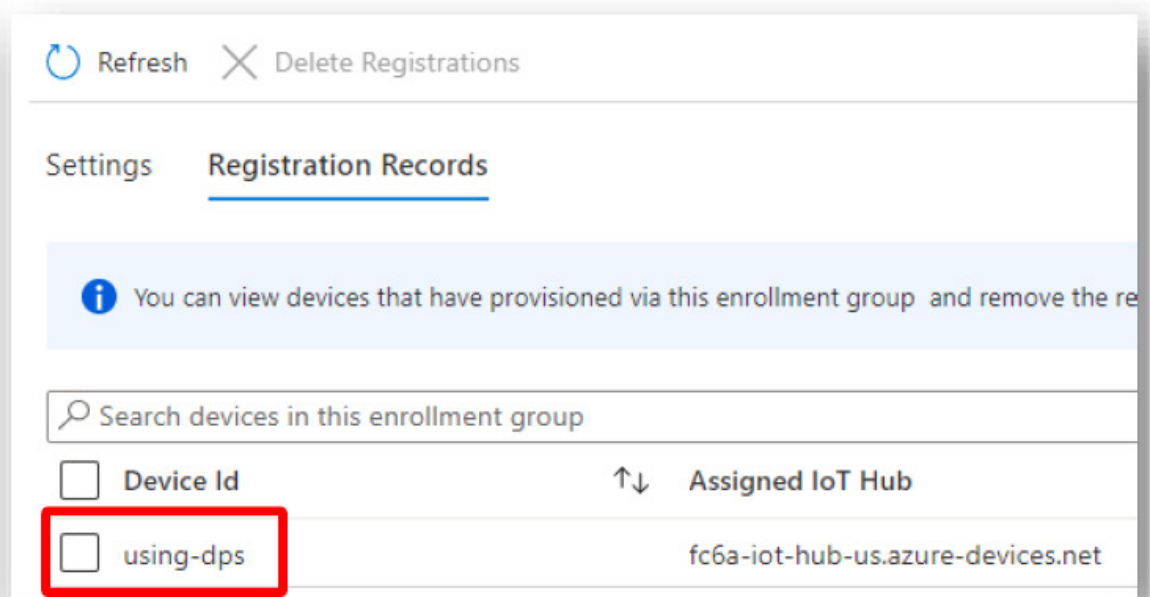 Refresh Delete Registrations
Settings Registration Records
You can view devices that have provisioned via this enrollment group and remove the re
Search devices in this enrollment group
Device Id Assigned IoT Hub
using-dps fc6a-iot-hub-us.azure-devices.net